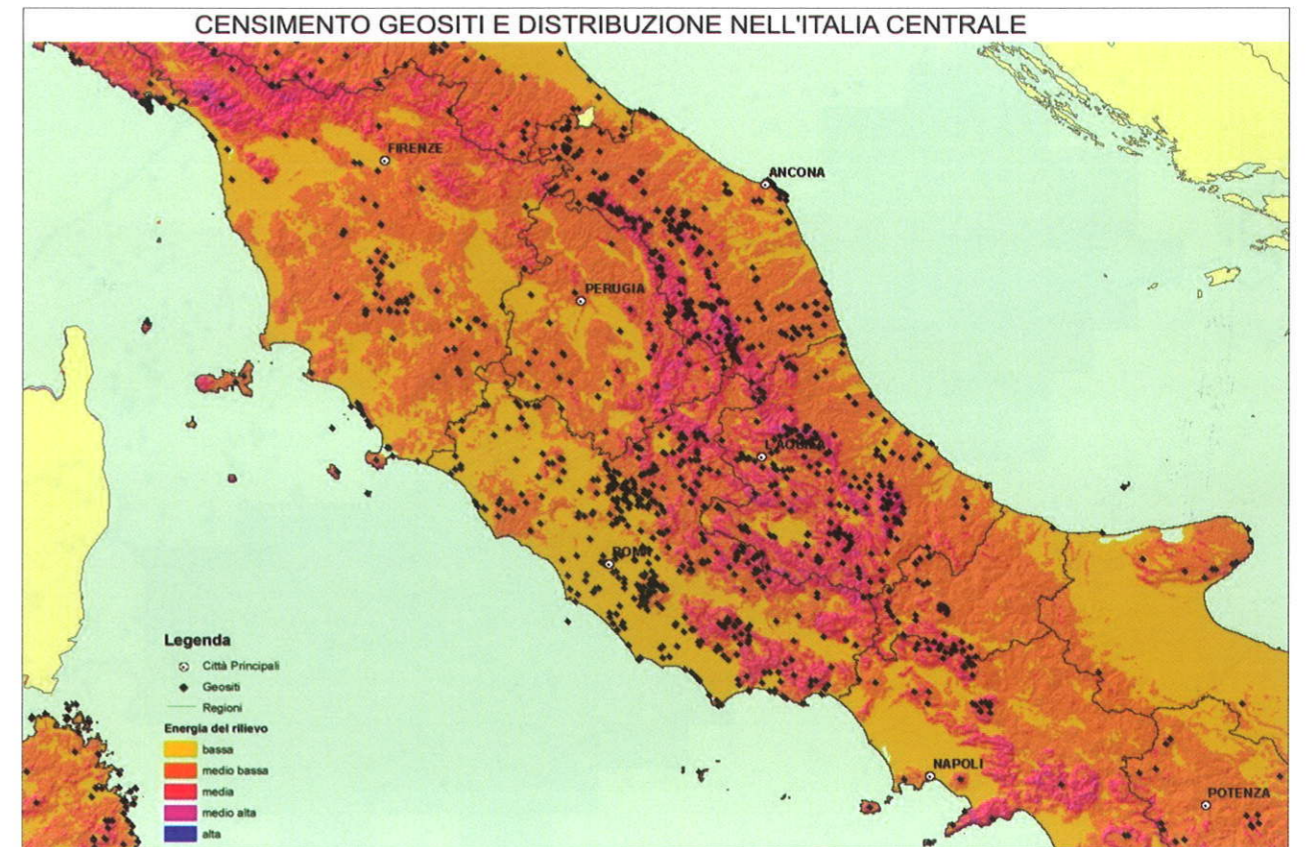 CENSIMENTO GEOSITI E DISTRIBUZIONE NELL'ITALIA CENTRALE
FIRENZE
ANCONA
PERUGIA
L'AQUILA
ROMA
NAPOLI
POTENZA
Legenda
Città Principali
Geositi
Regioni
Energia del rilievo
bassa
medio bassa
media
medio alta
alta